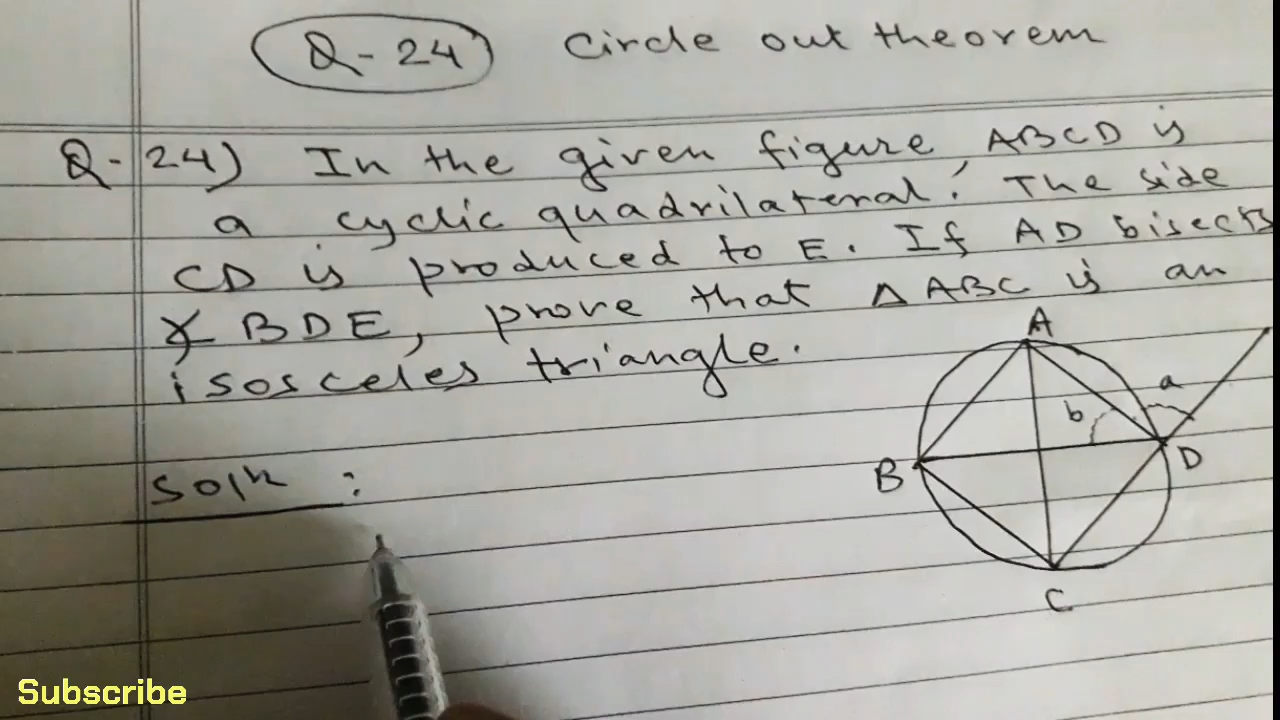 Q-24 Circle out theorem
Q-24) In the given figure, ABCD is
a cyclic quadrilateral. The side
CD is produced to E. If AD bisects
∡ BDE, prove that Δ ABC is an
isosceles triangle.
Soln :
A
a
b
B
D
C
Subscribe